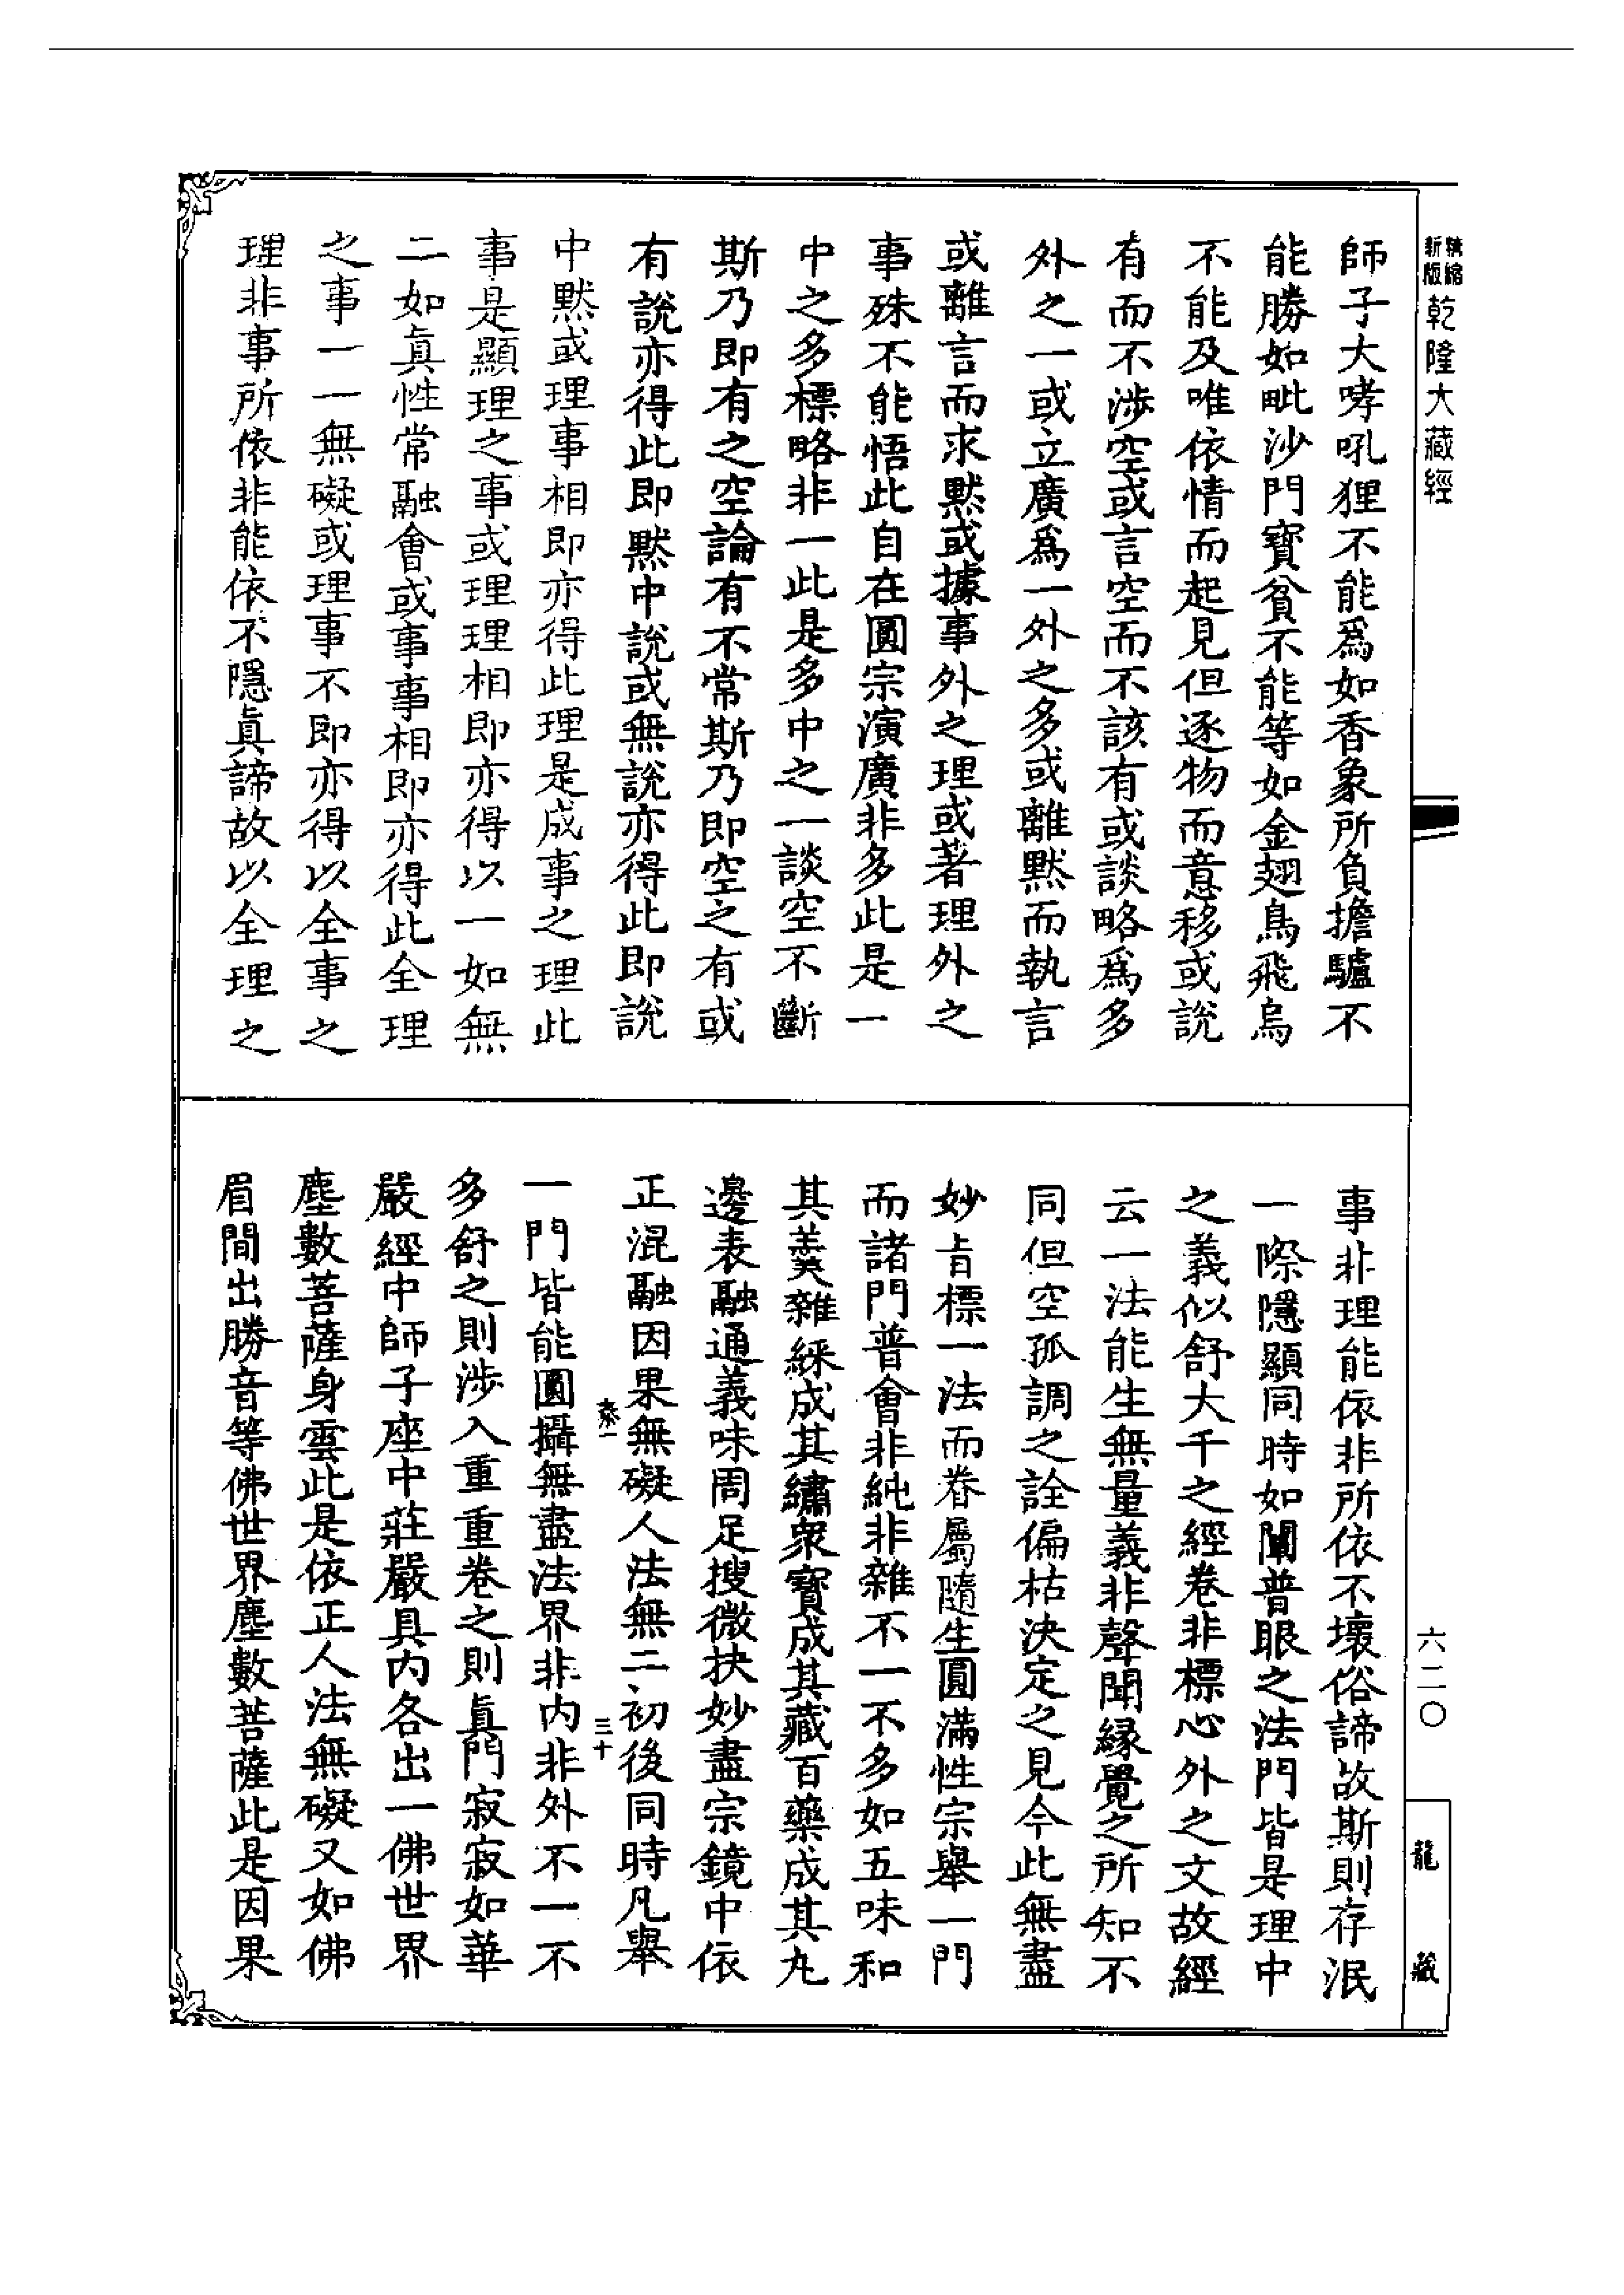 精縮新版乾隆大藏經
師子大哮吼狸不能爲如香象所負擔驢不
能勝如毗沙門寶貧不能等如金翅鳥飛烏
不能及唯依情而起見但逐物而意移或說
有而不涉空或言空而不該有或談略爲多
外之一或立廣爲一外之多或離黙而執言
或離言而求黙或據事外之理或著理外之
事殊不能悟此自在圓宗演廣非多此是一
中之多標略非一此是多中之一談空不斷
斯乃即有之空論有不常斯乃即空之有或
有說亦得此即黙中說或無說亦得此即說
中黙或理事相即亦得此理是成事之理此
事是顯理之事或理理相即亦得以一如無
二如眞性常融會或事事相即亦得此全理
之事一一無礙或理事不即亦得以全事之
理非事所依非能依不隱眞諦故以全理之
事非理能依非所依不壞俗諦故斯則存泯
一際隱顯同時如闡普眼之法門皆是理中
之義似舒大千之經卷非標心外之文故經
云一法能生無量義非聲聞緣覺之所知不
同但空孤調之詮偏枯決定之見今此無盡
妙旨標一法而眷屬隨生圓滿性宗舉一門
而諸門普會非純非雜不一不多如五味和
其羹雜綵成其繡衆寶成其藏百藥成其丸
邊表融通義味周足搜微抉妙盡宗鏡中依
正混融因果無礙人法無二初後同時凡舉
㤗一 三十
一門皆能圓攝無盡法界非内非外不一不
多舒之則涉入重重卷之則眞門寂寂如華
嚴經中師子座中莊嚴具内各出一佛世界
塵數菩薩身雲此是依正人法無礙又如佛
眉間出勝音等佛世界塵數菩薩此是因果
六二〇
龍藏